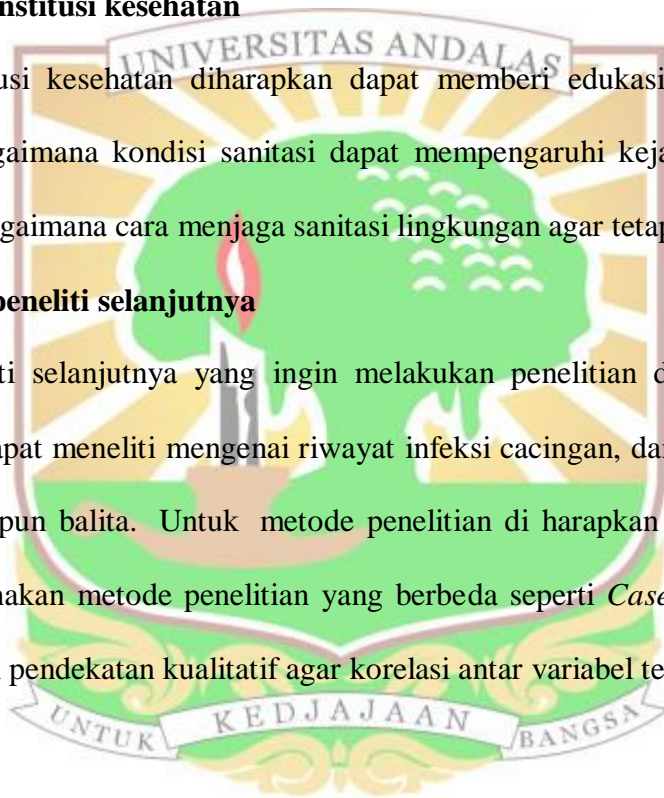 nstitusi kesehatan
UNIVERSITAS ANDALAS
usi kesehatan diharapkan dapat memberi edukasi
gaimana kondisi sanitasi dapat mempengaruhi keja
gaimana cara menjaga sanitasi lingkungan agar tetap
peneliti selanjutnya
ti selanjutnya yang ingin melakukan penelitian d
apat meneliti mengenai riwayat infeksi cacingan, dan
pun balita. Untuk metode penelitian di harapkan
nakan metode penelitian yang berbeda seperti Case
pendekatan kualitatif agar korelasi antar variabel te
UNTUK KEDJAJAAN BANGSA